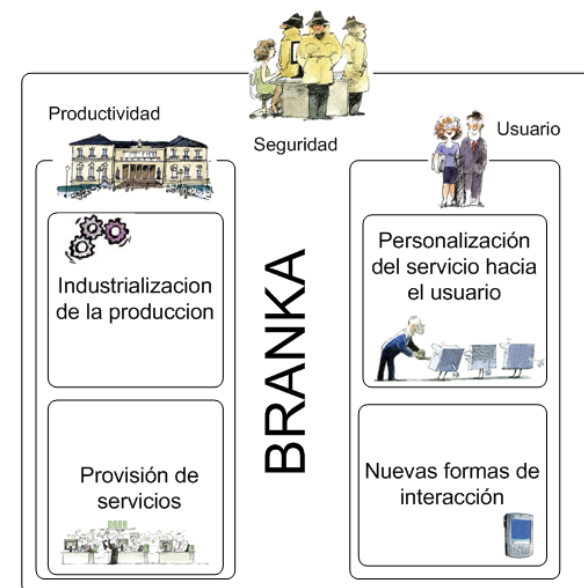 Productividad
Seguridad
Usuario
Industrializacion
de la produccion
Provisión de
servicios
BRANKA
Personalización
del servicio hacia
el usuario
Nuevas formas de
interacción